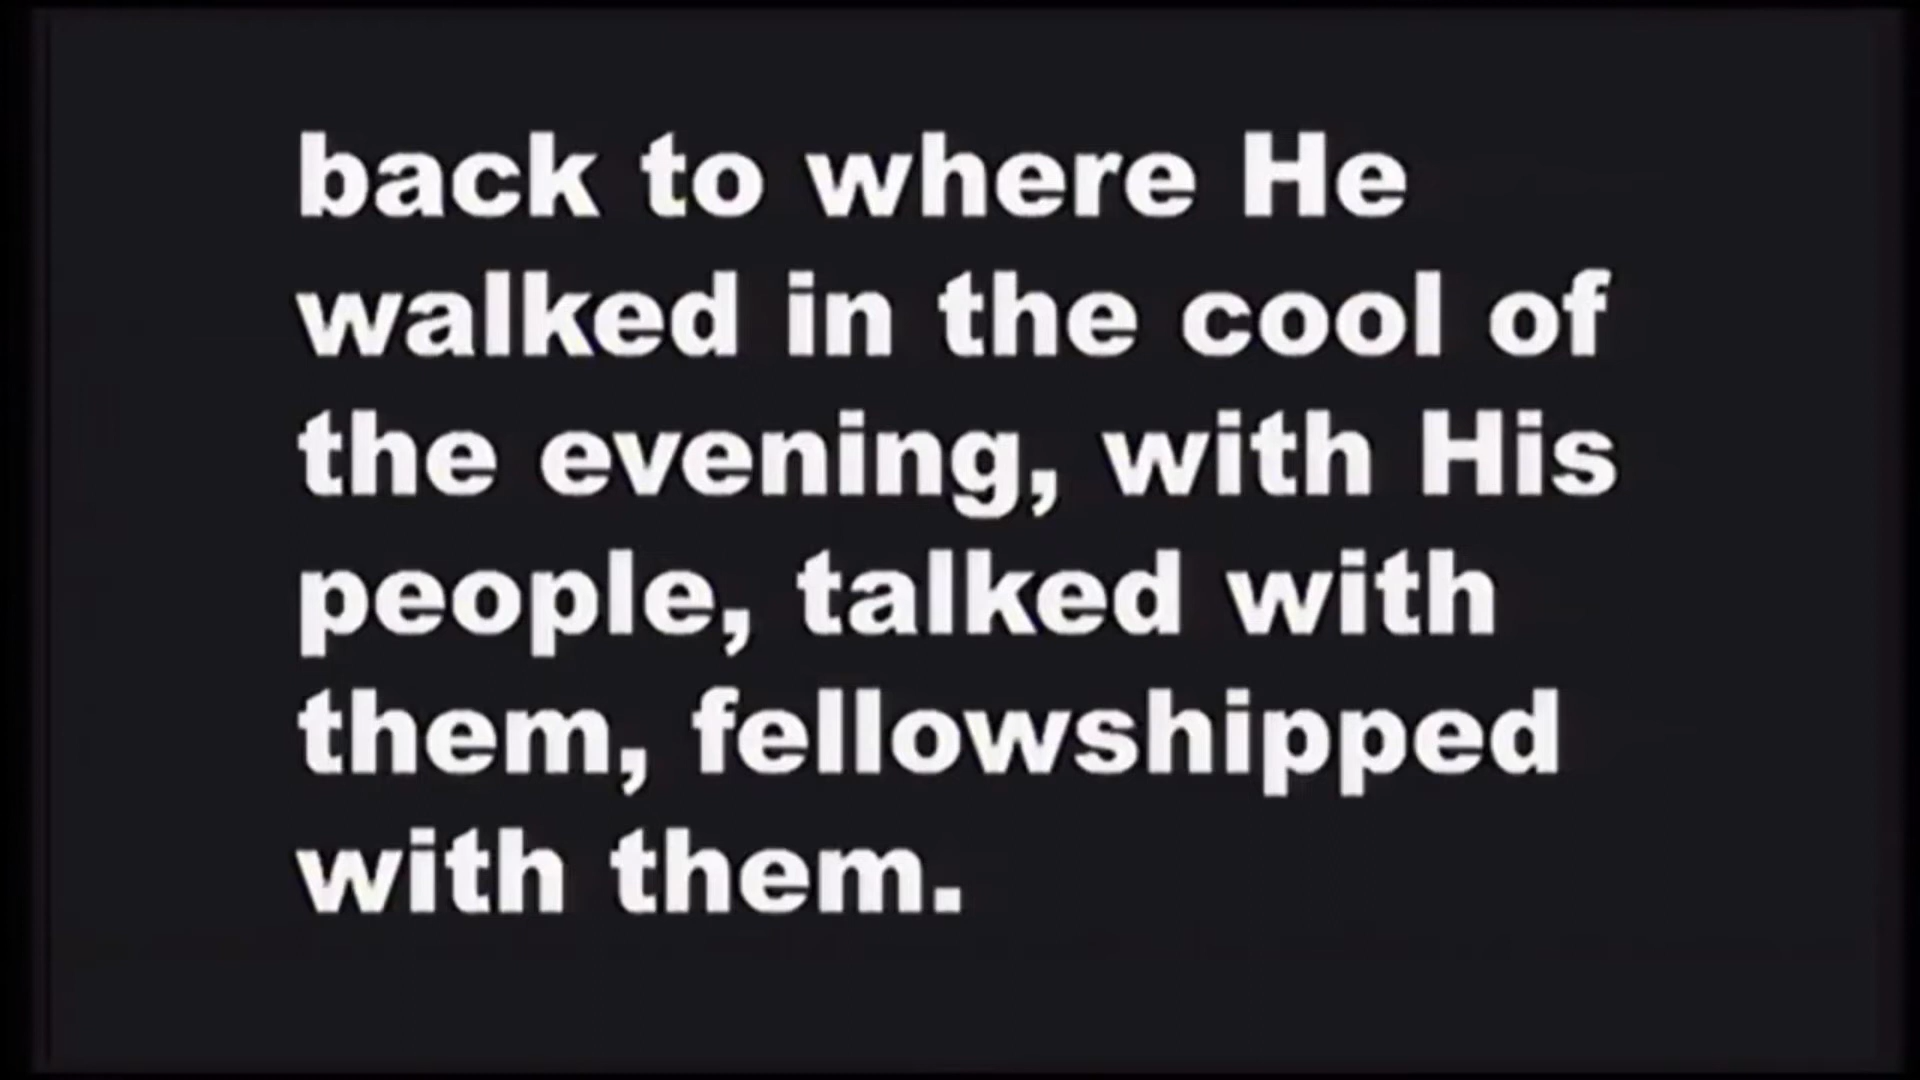 back to where He
walked in the cool of
the evening, with His
people, talked with
them, fellowshipped
with them.